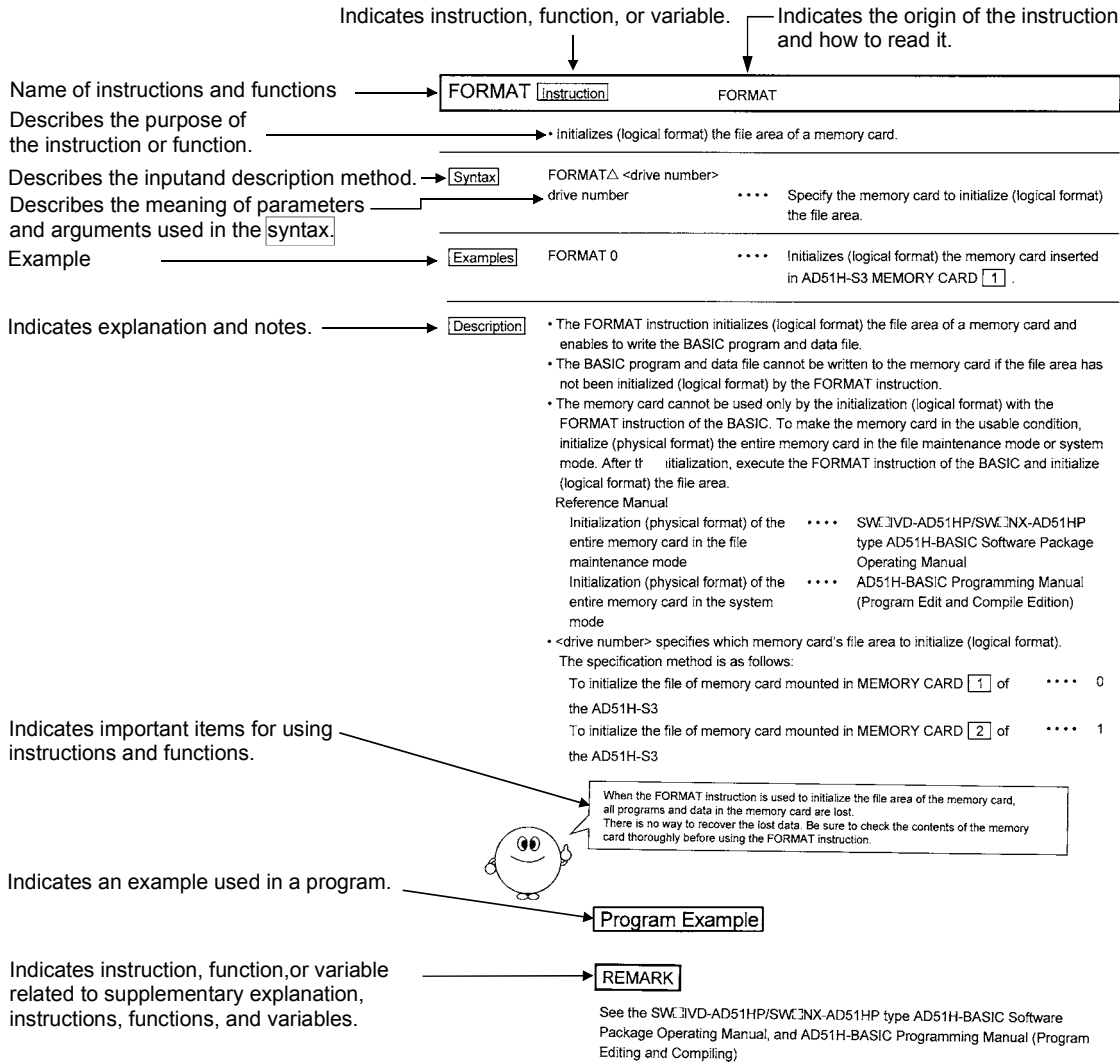 Indicates instruction, function, or variable.
Indicates the origin of the instruction
and how to read it.
Name of instructions and functions
FORMAT Instruction FORMAT
Describes the purpose of
the instruction or function.
• Initializes (logical format) the file area of a memory card.
Describes the inputand description method.
Syntax FORMAT△ <drive number>
Describes the meaning of parameters
and arguments used in the syntax.
drive number •••• Specify the memory card to initialize (logical format)
the file area.
Example
Examples FORMAT 0 •••• Initializes (logical format) the memory card inserted
in AD51H-S3 MEMORY CARD 1 .
Indicates explanation and notes.
Description • The FORMAT instruction initializes (logical format) the file area of a memory card and
enables to write the BASIC program and data file.
• The BASIC program and data file cannot be written to the memory card if the file area has
not been initialized (logical format) by the FORMAT instruction.
• The memory card cannot be used only by the initialization (logical format) with the
FORMAT instruction of the BASIC. To make the memory card in the usable condition,
initialize (physical format) the entire memory card in the file maintenance mode or system
mode. After th itialization, execute the FORMAT instruction of the BASIC and initialize
(logical format) the file area.
Reference Manual
Initialization (physical format) of the •••• SW□IVD-AD51HP/SW□NX-AD51HP
entire memory card in the file type AD51H-BASIC Software Package
maintenance mode Operating Manual
Initialization (physical format) of the •••• AD51H-BASIC Programming Manual
entire memory card in the system (Program Edit and Compile Edition)
mode
• <drive number> specifies which memory card's file area to initialize (logical format).
The specification method is as follows:
To initialize the file of memory card mounted in MEMORY CARD 1 of •••• 0
the AD51H-S3
To initialize the file of memory card mounted in MEMORY CARD 2 of •••• 1
the AD51H-S3
Indicates important items for using
instructions and functions.
When the FORMAT instruction is used to initialize the file area of the memory card,
all programs and data in the memory card are lost.
There is no way to recover the lost data. Be sure to check the contents of the memory
card thoroughly before using the FORMAT instruction.
Indicates an example used in a program.
Program Example
Indicates instruction, function,or variable
related to supplementary explanation,
instructions, functions, and variables.
REMARK
See the SW□IVD-AD51HP/SW□NX-AD51HP type AD51H-BASIC Software
Package Operating Manual, and AD51H-BASIC Programming Manual (Program
Editing and Compiling)